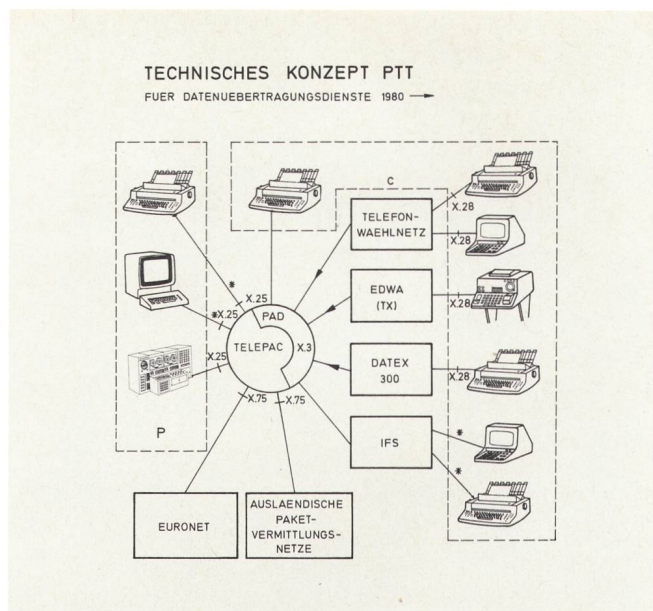 TECHNISCHES KONZEPT PTT
FUER DATENUEBERTRAGUNGSDIENSTE 1980
C
X.28
TELEFON-
WAEHLNETZ
X.28
*
X.25
EDWA
(TX)
X.28
*X.25
PAD
TELEPAC
X.3
X.25
DATEX
300
X.28
X.75
X.75
P
IFS
*
*
EURONET
AUSLAENDISCHE
PAKET-
VERMITTLUNGS-
NETZE